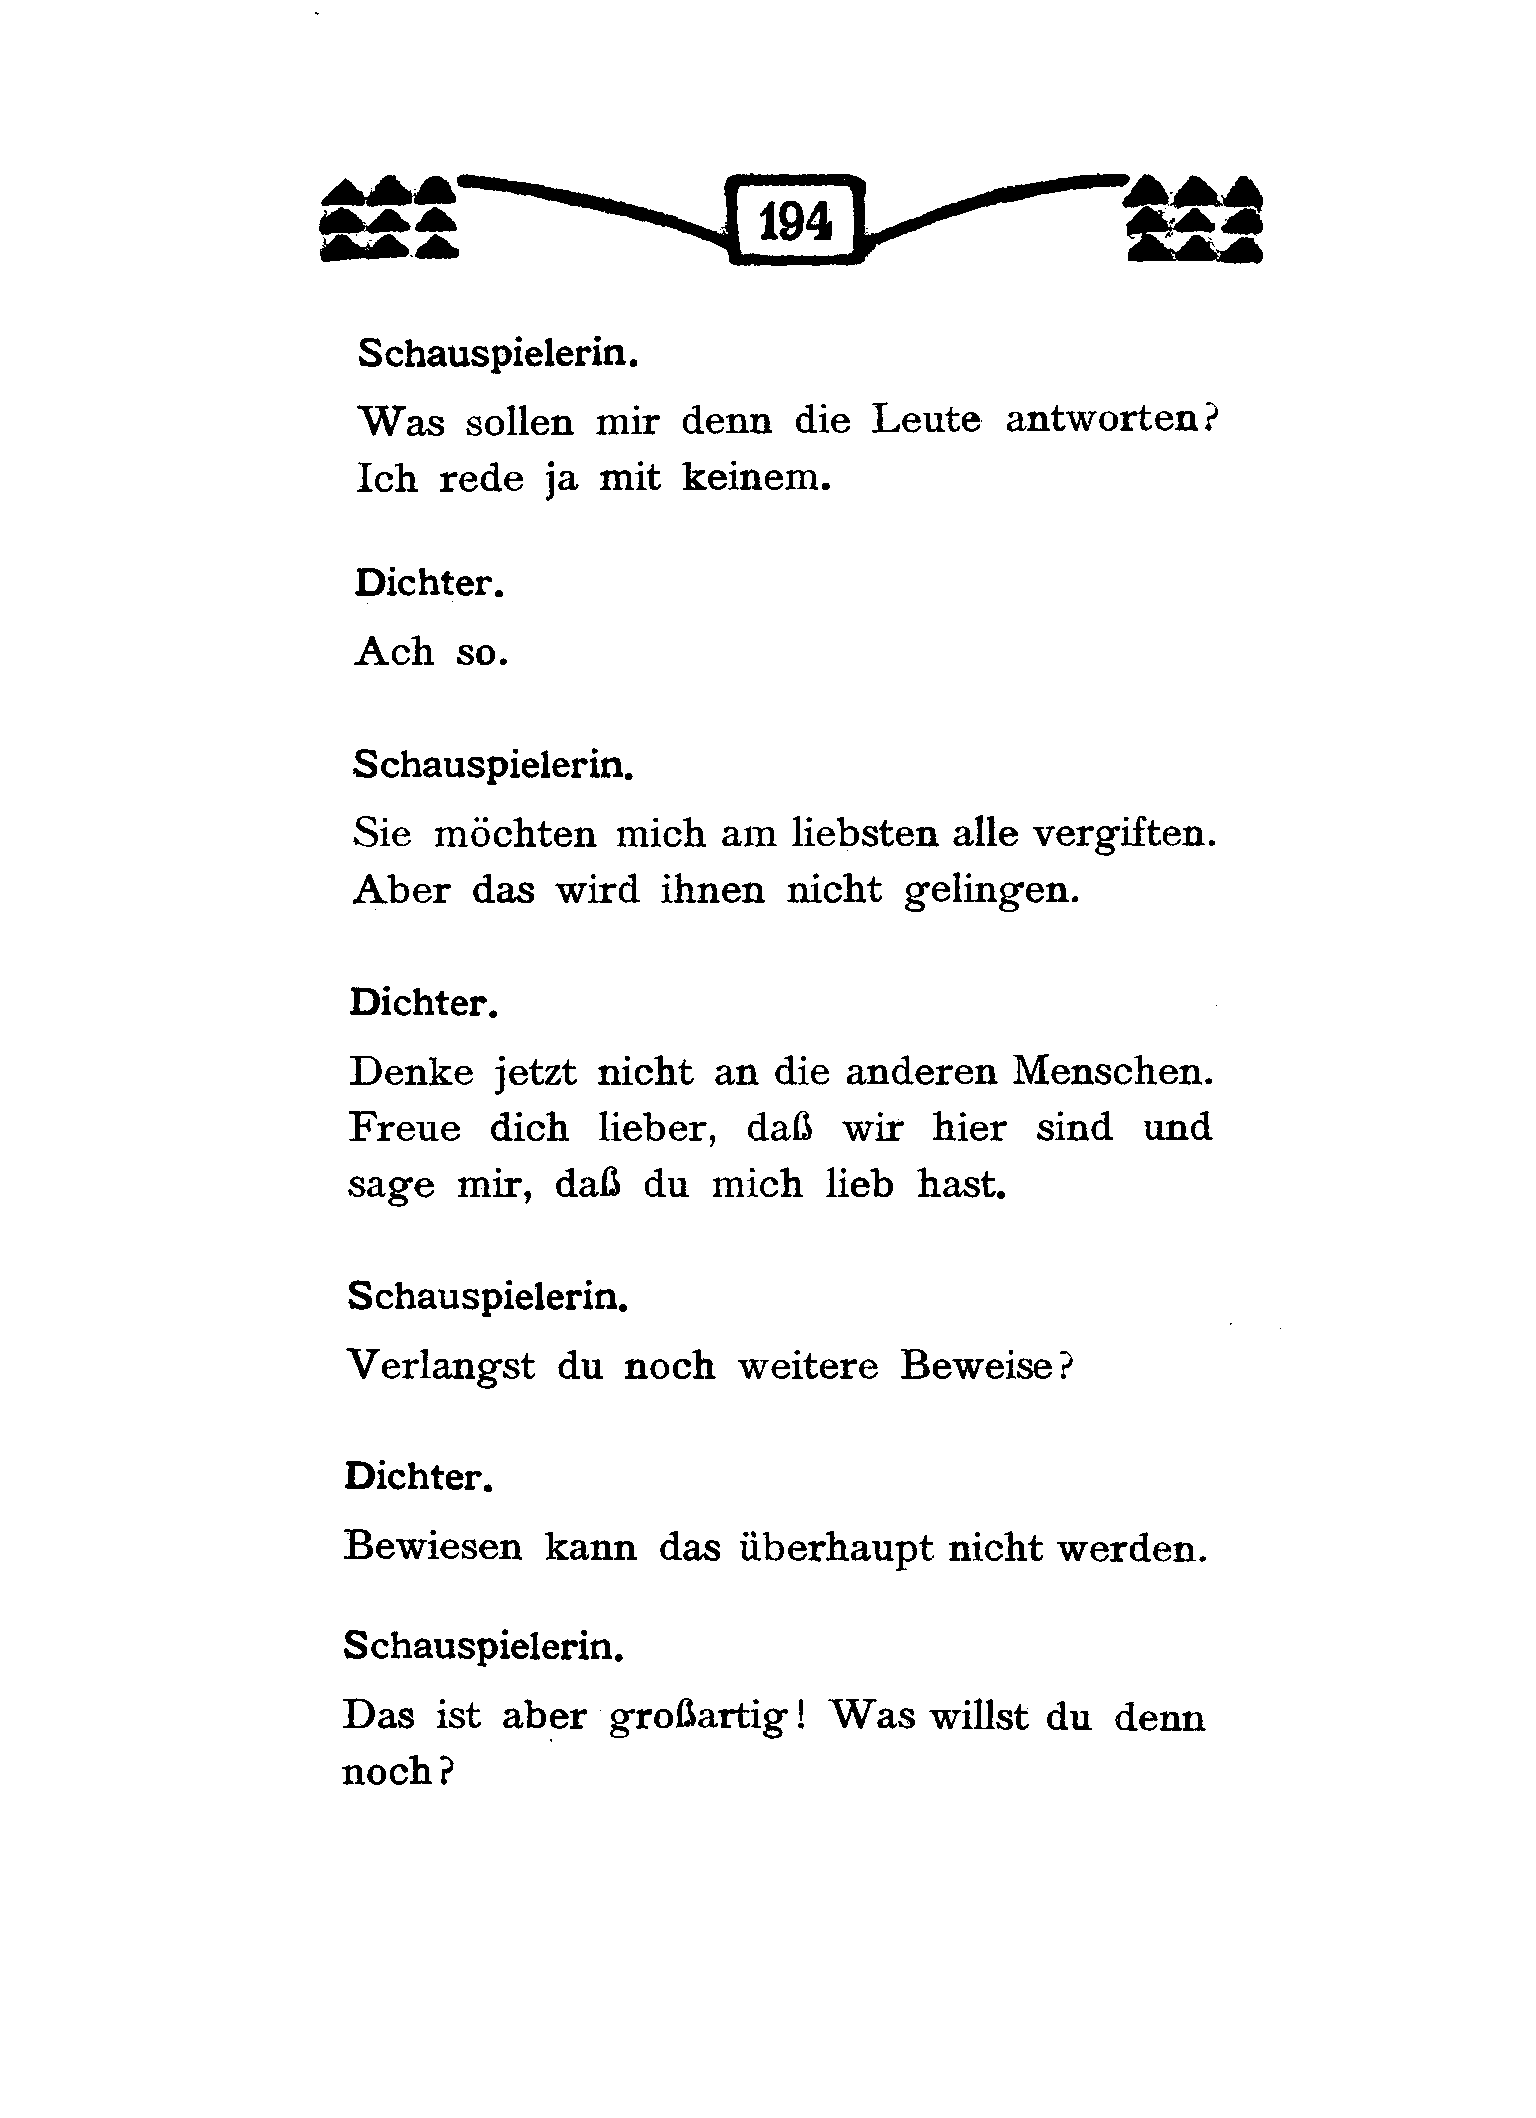 194
Schauspielerin.
Was sollen mir denn die Leute antworten?
Ich rede ja mit keinem.
Dichter.
Ach so.
Schauspielerin.
Sie möchten mich am liebsten alle vergiften.
Aber das wird ihnen nicht gelingen.
Dichter.
Denke jetzt nicht an die anderen Menschen.
Freue dich lieber, daß wir hier sind und
sage mir, daß du mich lieb hast.
Schauspielerin.
Verlangst du noch weitere Beweise?
Dichter.
Bewiesen kann das überhaupt nicht werden.
Schauspielerin.
Das ist aber großartig! Was willst du denn
noch?